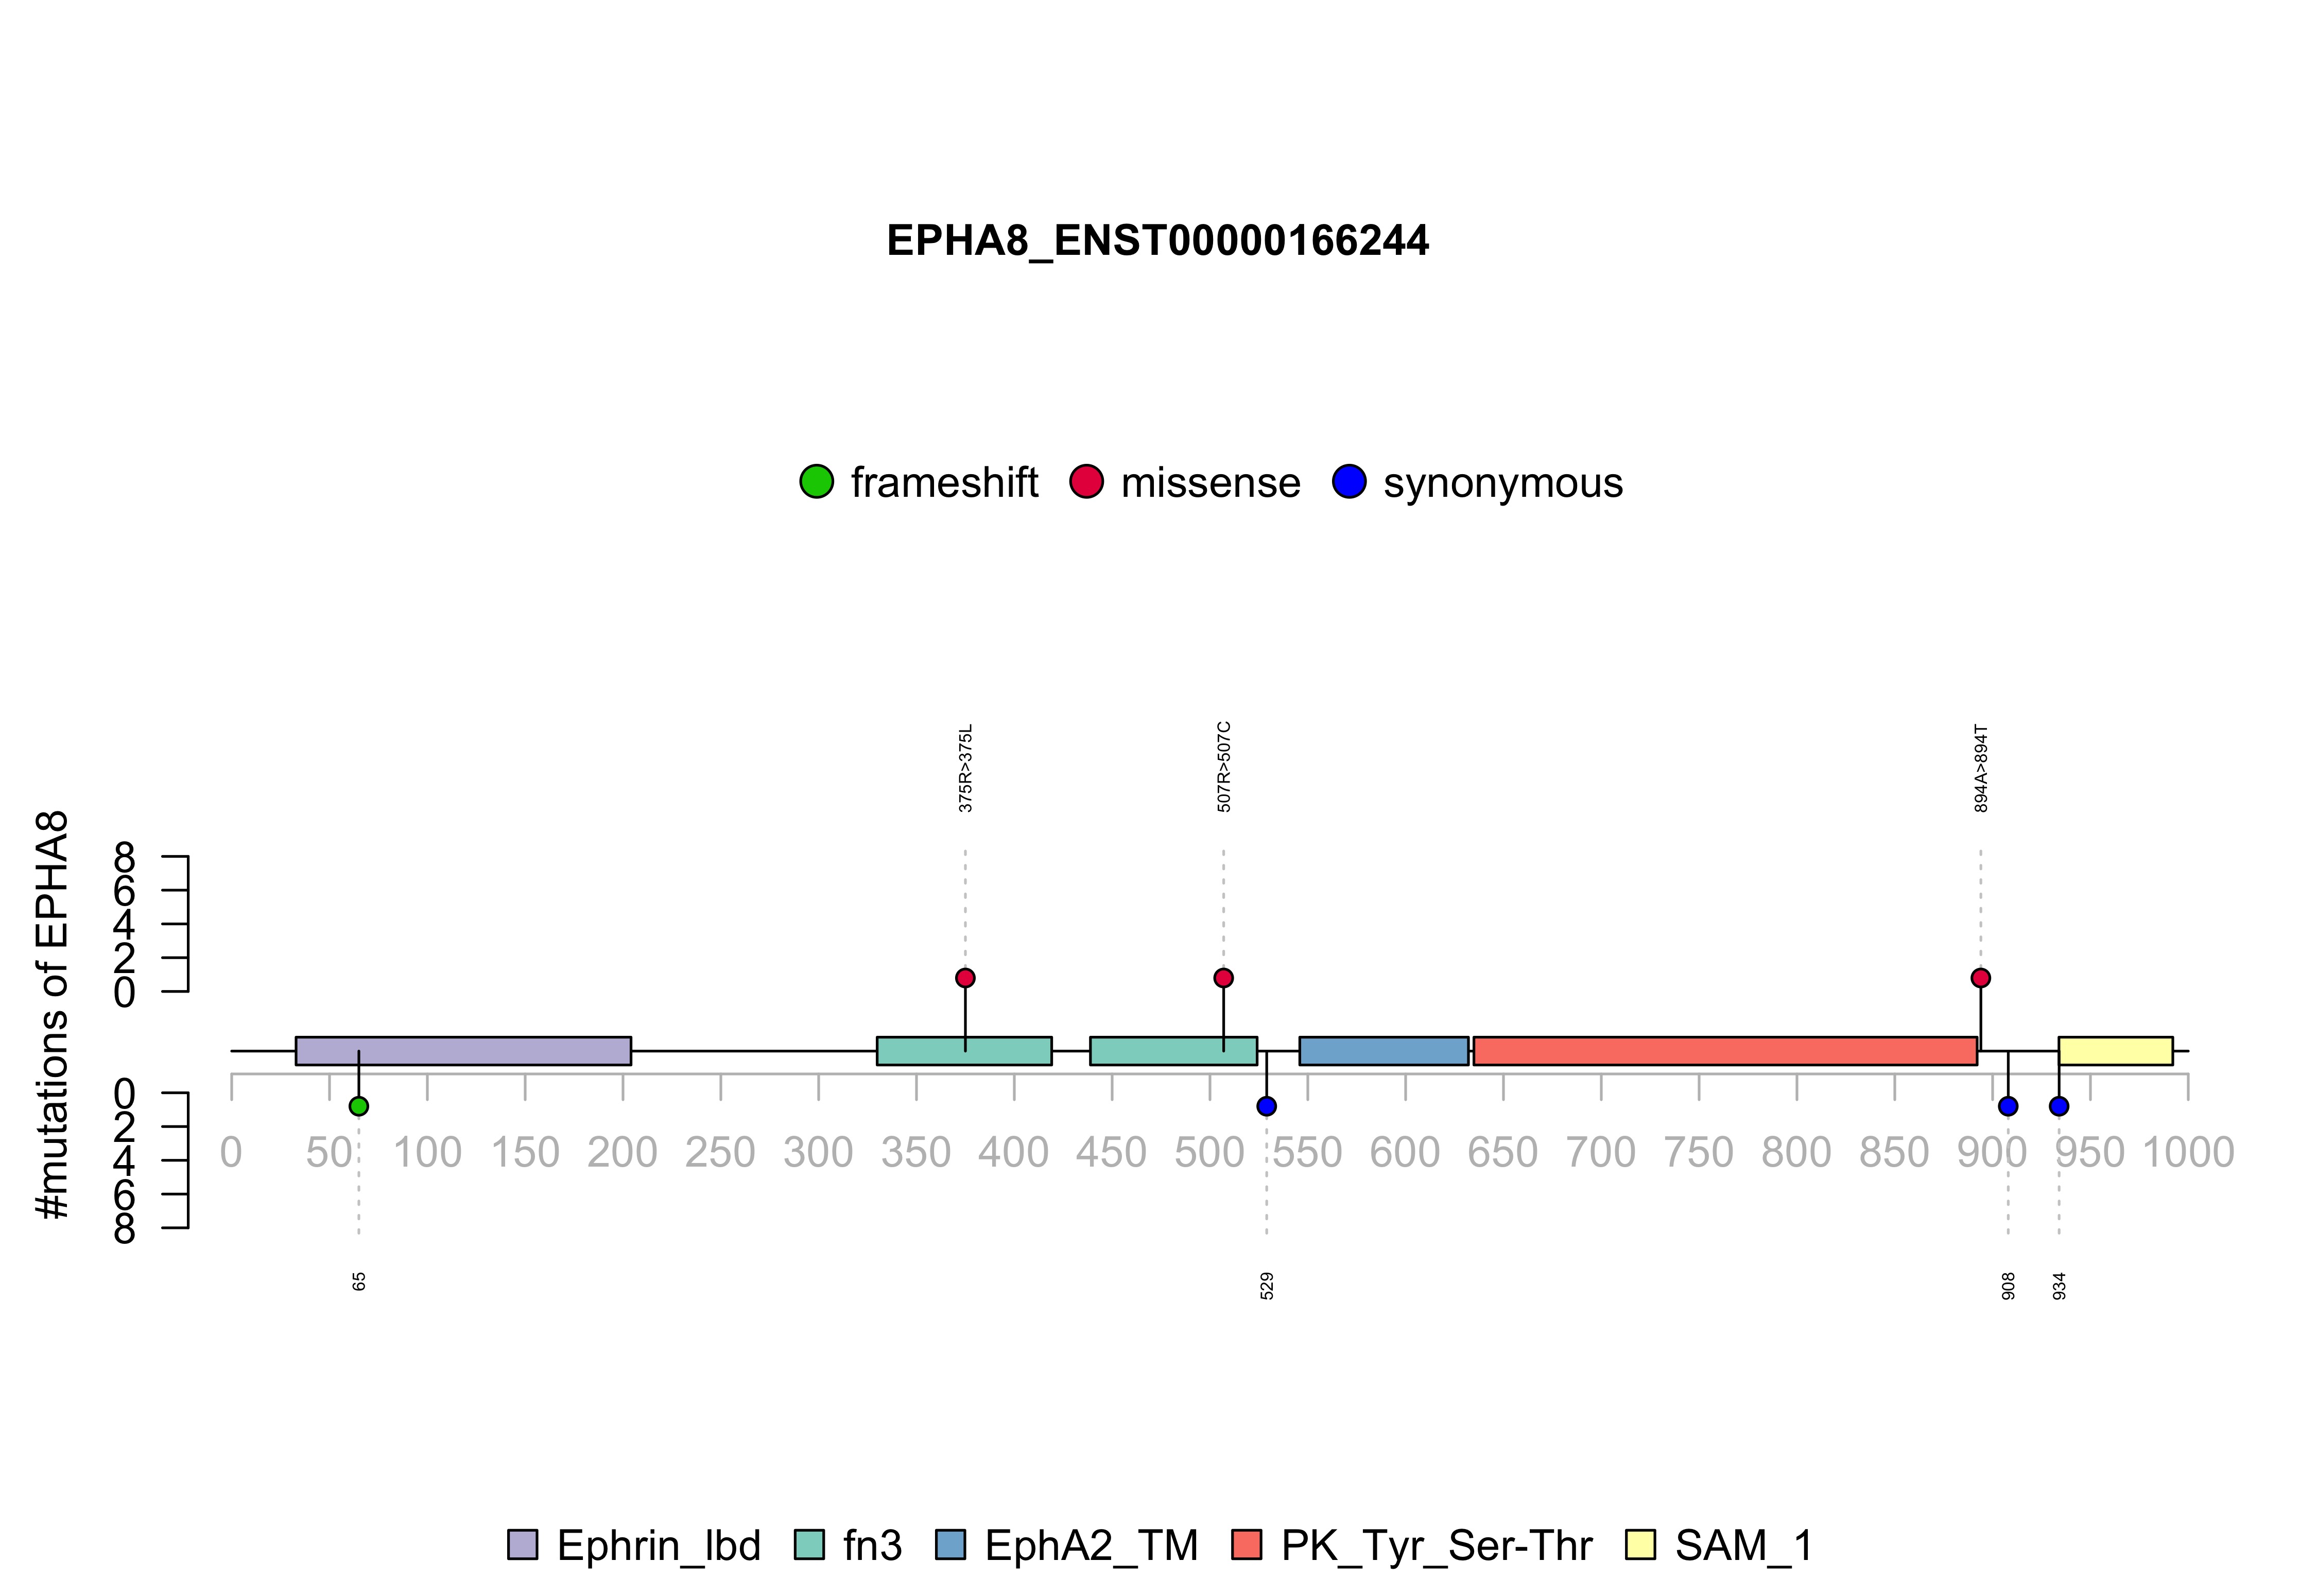 EPHA8_ENST00000166244
frameshift missense synonymous
375R>375L 507R>507C 894A>894T
#mutations of EPHA8
8
6
4
2
0
0
2
4
6
8
0 50 100 150 200 250 300 350 400 450 500 550 600 650 700 750 800 850 900 950 1000
65 529 908 934
Ephrin_lbd fn3 EphA2_TM PK_Tyr_Ser-Thr SAM_1